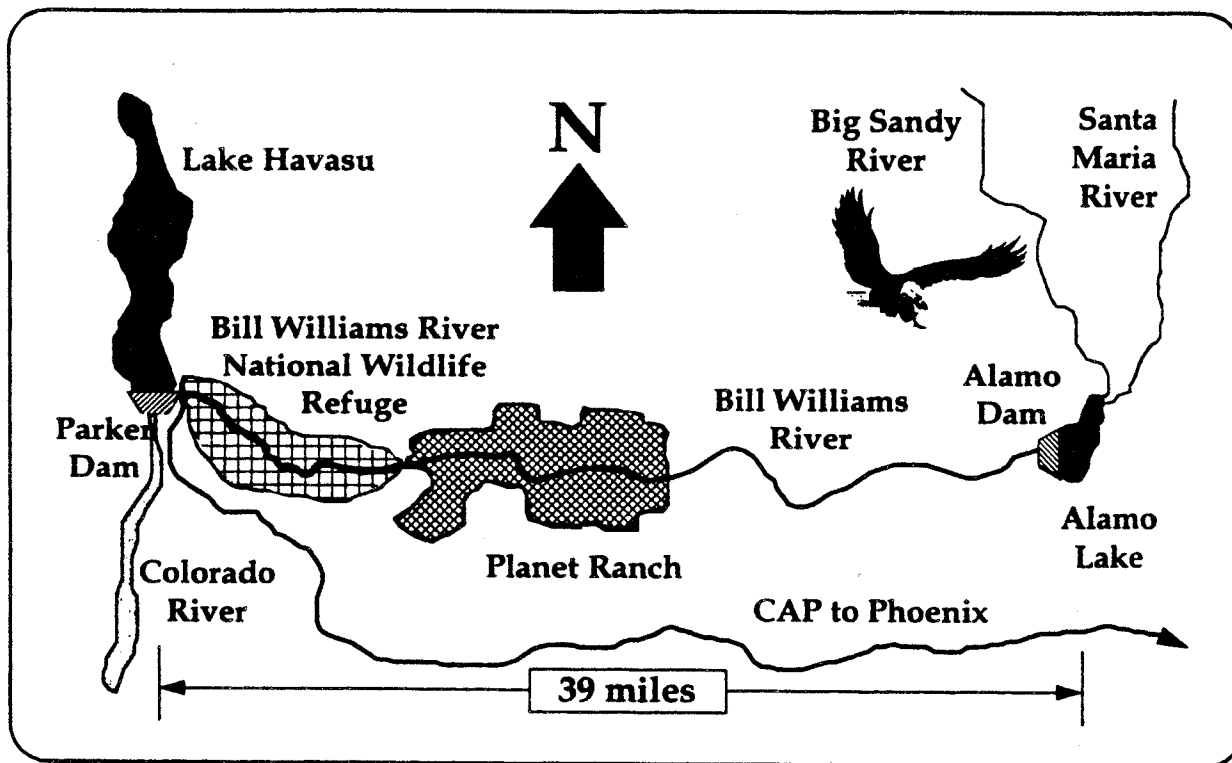 N
Lake Havasu
Big Sandy
River
Santa
Maria
River
Bill Williams River
National Wildlife
Refuge
Parker
Dam
Bill Williams
River
Alamo
Dam
Colorado
River
Planet Ranch
Alamo
Lake
CAP to Phoenix
39 miles